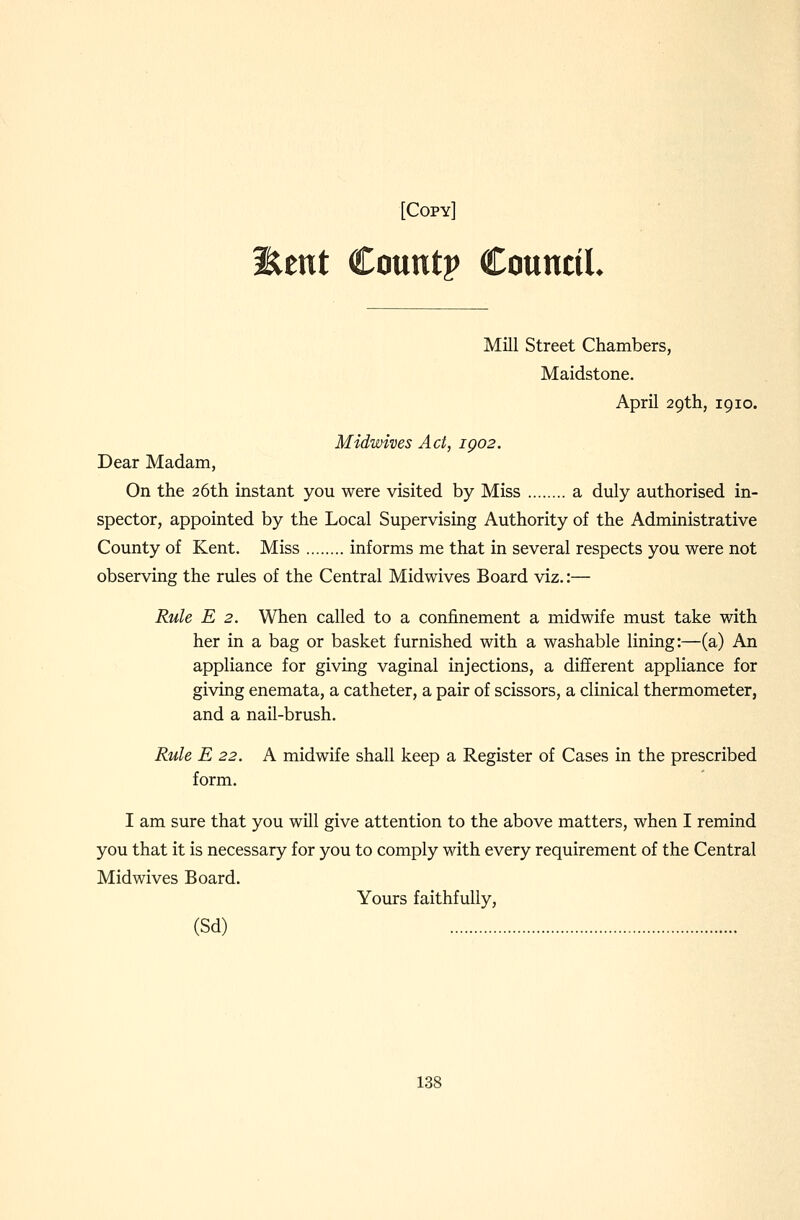 [Copy]
Kent County Council.
Mill Street Chambers,
Maidstone.
April 29th, 1910.
Midwives Act, 1902.
Dear Madam,
On the 26th instant you were visited by Miss ........ a duly authorised in-
spector, appointed by the Local Supervising Authority of the Administrative
County of Kent. Miss ........ informs me that in several respects you were not
observing the rules of the Central Midwives Board viz.:—
Rule E 2. When called to a confinement a midwife must take with
her in a bag or basket furnished with a washable lining:—(a) An
appliance for giving vaginal injections, a different appliance for
giving enemata, a catheter, a pair of scissors, a clinical thermometer,
and a nail-brush.
Rule E 22. A midwife shall keep a Register of Cases in the prescribed
form.
I am sure that you will give attention to the above matters, when I remind
you that it is necessary for you to comply with every requirement of the Central
Midwives Board.
Yours faithfully,
(Sd) ................................................................
138